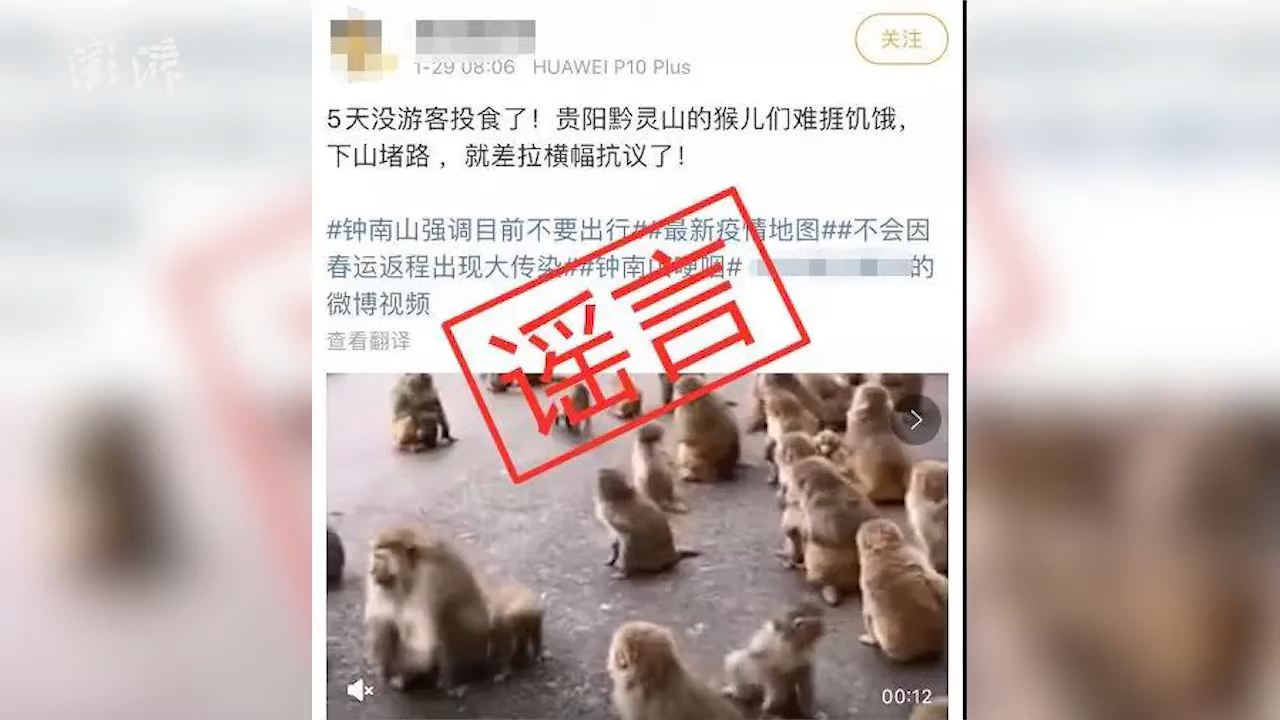 澎湃
关注
1-29 08:06 HUAWEI P10 Plus
5天没游客投食了！贵阳黔灵山的猴儿们难捱饥饿，
下山堵路，就差拉横幅抗议了！
#钟南山强调目前不要出行##最新疫情地图##不会因
春运返程出现大传染##钟南山哽咽# 的
微博视频
查看翻译
谣言
00:12